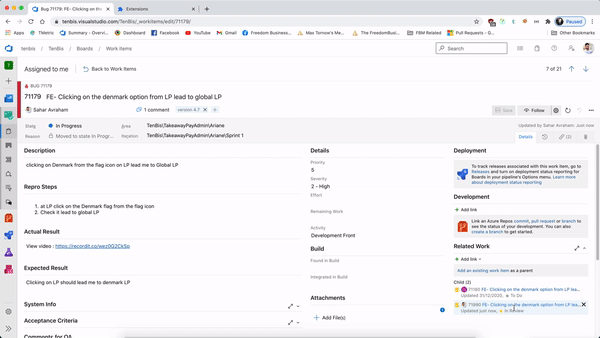 Bug 71179: FE- Clicking on the de
Extensions
tenbis.visualstudio.com/TenBis/_workitems/edit/71179/
Paused
Apps
TMetric
Outlook
Facebook
YouTube
Gmail
Freedom Business...
Max Tomrow's Me...
The FreedomBusi...
FBM Related
Pull Requests - D...
Other Bookmarks
tenbis / TenBis / Boards / Work items
Search
Assigned to me
Back to Work Items
7 of 21
BUG 71179
71179 FE- Clicking on the denmark option from LP lead to global LP
Sahar Avraham
1 comment
version 4.7
Save
Follow
State In Progress
Area TenBis\TakeawayPayAdmin\Ariane
Updated by Sahar Avraham: Just now
Reason Moved to state In Progr...
Iteration TenBis\TakeawayPayAdmin\Ariane\Sprint 1
Details
(2)
Description
clicking on Denmark from the flag icon on LP lead me to Global LP
Repro Steps
1. at LP click on the Denmark flag from the flag icon
2. Check it lead to global LP
Actual Result
View video : https://recordit.co/wezOG2CkSp
Expected Result
Clicking on LP should lead me to denmark LP
System Info
Acceptance Criteria
Comments for QA
Details
Priority
5
Severity
2 - High
Effort
Remaining Work
Activity
Development Front
Build
Found in Build
Integrated in Build
Attachments
Add File(s)
Deployment
To track releases associated with this work item, go to
Releases and turn on deployment status reporting for
Boards in your pipeline's Options menu. Learn more
about deployment status reporting
Development
Add link
Link an Azure Repos commit, pull request or branch to
see the status of your development. You can also
create a branch to get started.
Related Work
Add link
Add an existing work item as a parent
Child (2)
71190 FE- Clicking on the denmark option from LP lea...
Updated 31/12/2020, To Do
FE- Clicking on the denmark option from LP lea...
Updated just now, In Review